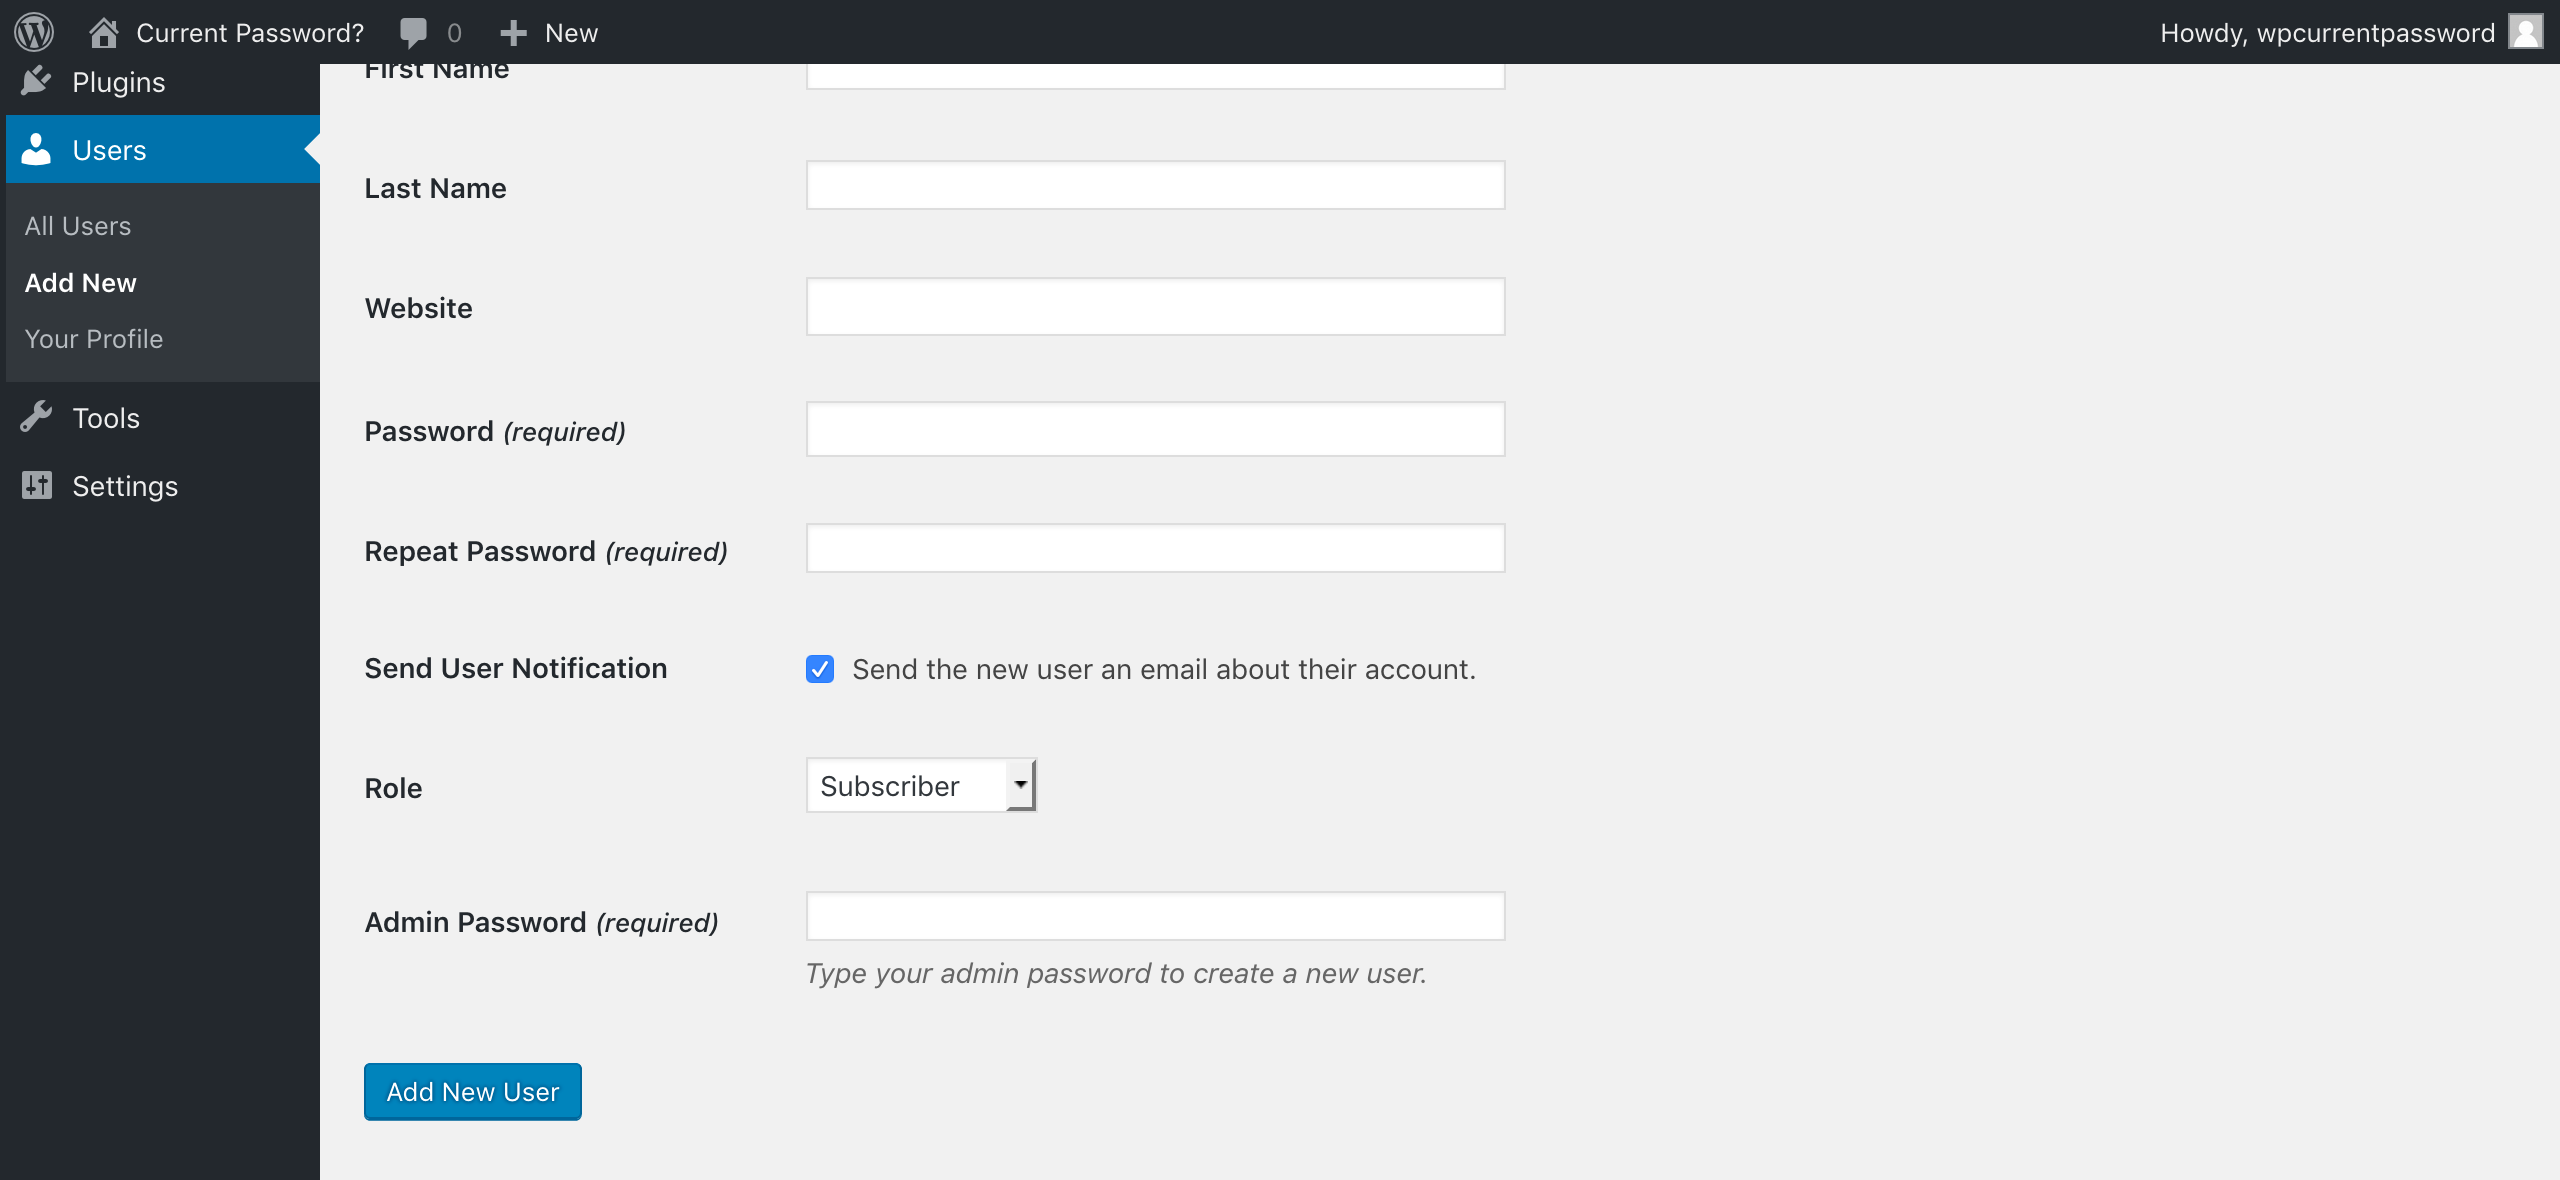 Current Password?
0
New
Howdy, wpcurrentpassword
Plugins
Users
All Users
Add New
Your Profile
Tools
Settings
First Name
Last Name
Website
Password (required)
Repeat Password (required)
Send User Notification
Send the new user an email about their account.
Role
Subscriber
Admin Password (required)
Type your admin password to create a new user.
Add New User